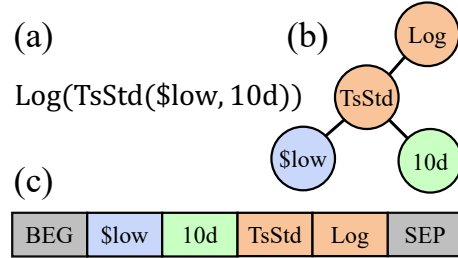 (a)
(b)
Log
Log(TsStd($low, 10d))
TsStd
$low
10d
(c)
BEG $low 10d TsStd Log SEP